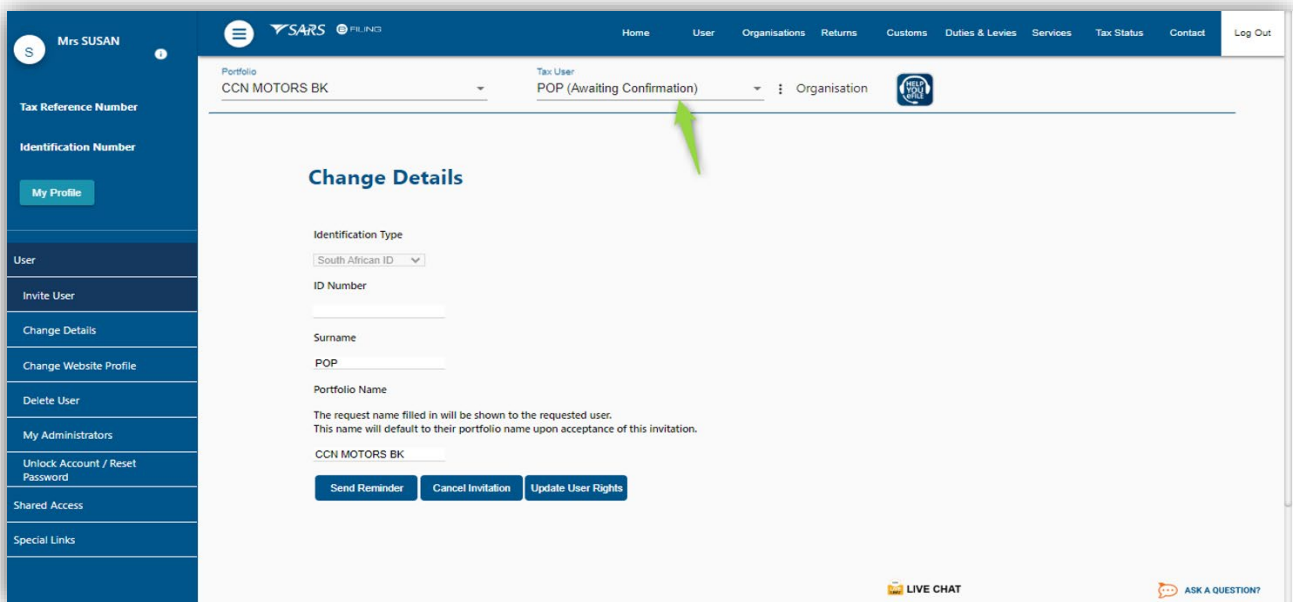 S
Mrs SUSAN
i
Tax Reference Number
Identification Number
My Profile
User
Invite User
Change Details
Change Website Profile
Delete User
My Administrators
Unlock Account / Reset
Password
Shared Access
Special Links
SARS e FILING
Home User Organisations Returns Customs Duties & Levies Services Tax Status Contact Log Out
Portfolio
CCN MOTORS BK
Tax User
POP (Awaiting Confirmation)
Organisation
HELP
YOU
eFILE
Change Details
Identification Type
South African ID
ID Number
Surname
POP
Portfolio Name
The request name filled in will be shown to the requested user.
This name will default to their portfolio name upon acceptance of this invitation.
CCN MOTORS BK
Send Reminder Cancel Invitation Update User Rights
LIVE CHAT
ASK A QUESTION?